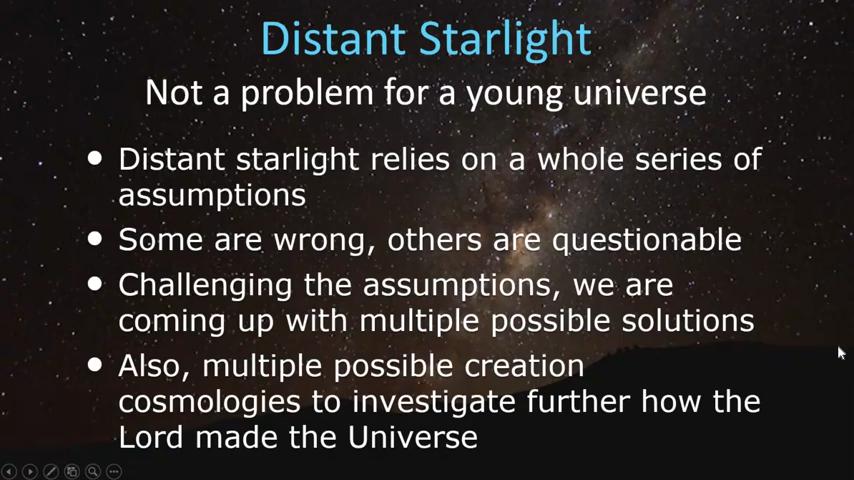 Distant Starlight
Not a problem for a young universe
• Distant starlight relies on a whole series of
assumptions
• Some are wrong, others are questionable
• Challenging the assumptions, we are
coming up with multiple possible solutions
• Also, multiple possible creation
cosmologies to investigate further how the
Lord made the Universe